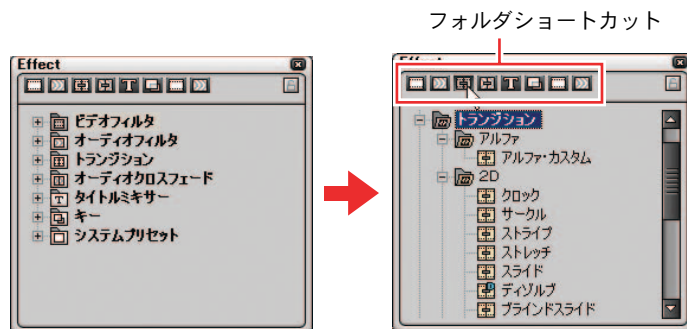 フォルダショートカット
Effect
ビデオフィルタ
オーディオフィルタ
トランジション
オーディオクロスフェード
タイトルミキサー
キー
システムプリセット
トランジション
アルファ
アルファ・カスタム
2D
クロック
サークル
ストライプ
ストレッチ
スライド
ディゾルブ
ブラインドスライド